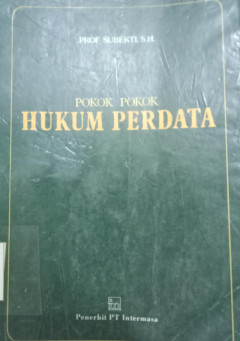 PROF. SUBEKTI, S.H.
POKOK POKOK
HUKUM PERDATA
Penerbit PT Intermasa